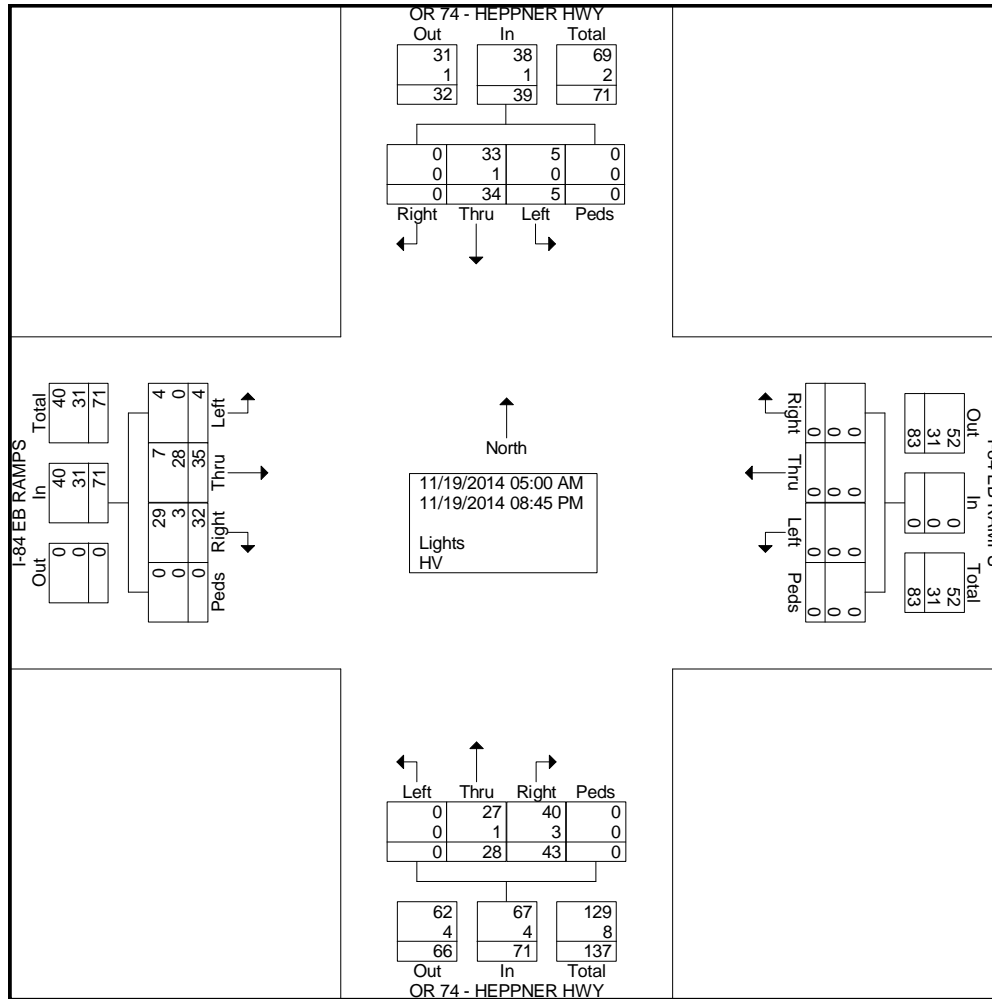 OR 74 - HEPPNER HWY
Out In Total
31 38 69
1 1 2
32 39 71
0 33 5 0
0 1 0 0
0 34 5 0
Right Thru Left Peds
I-84 EB RAMPS
Out In Total
0 40 40
0 31 31
0 71 71
Left Thru Right Peds
4 7 29 0
0 28 3 0
4 35 32 0
North
11/19/2014 05:00 AM
11/19/2014 08:45 PM
Lights
HV
Right Thru Left Peds
0 0 0 0
0 0 0 0
0 0 0 0
Out In Total
52 0 52
31 0 31
83 0 83
EB RAMPS
Left Thru Right Peds
0 27 40 0
0 1 3 0
0 28 43 0
62 67 129
4 4 8
66 71 137
Out In Total
OR 74 - HEPPNER HWY